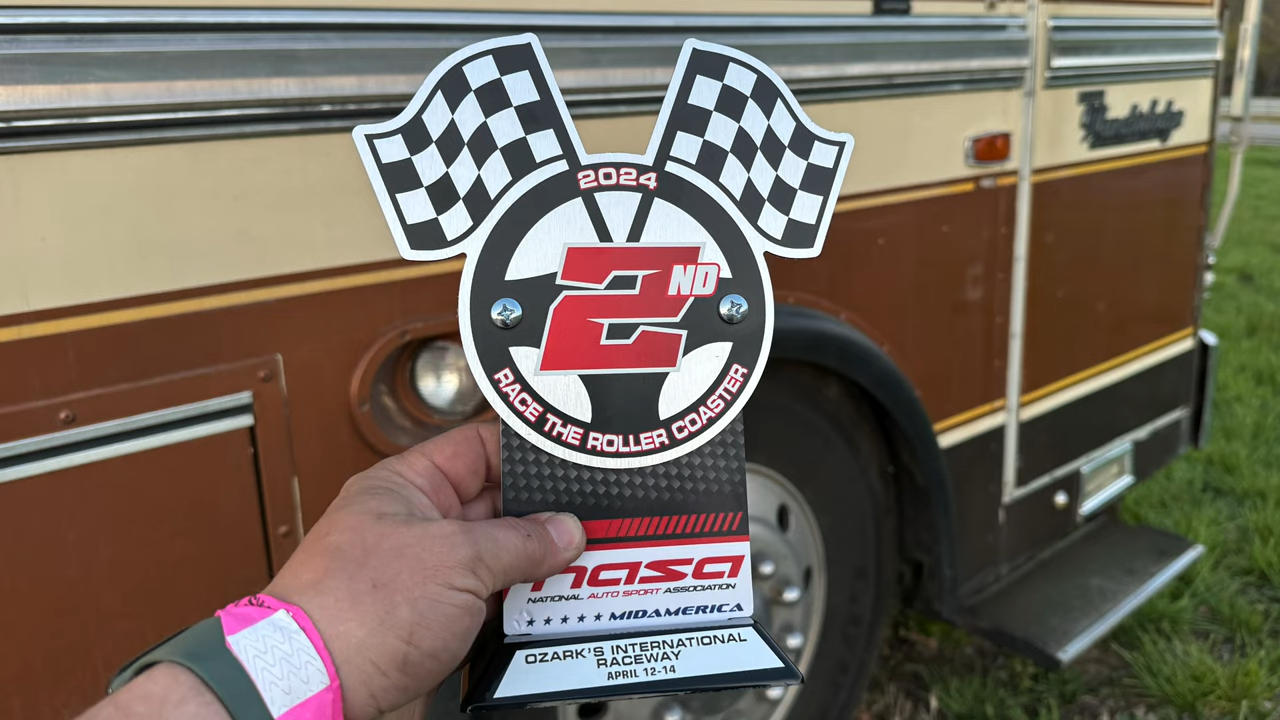 2024
2ND
RACE THE ROLLER COASTER
nasa
NATIONAL AUTO SPORT ASSOCIATION
MIDAMERICA
OZARK'S INTERNATIONAL
RACEWAY
APRIL 12-14